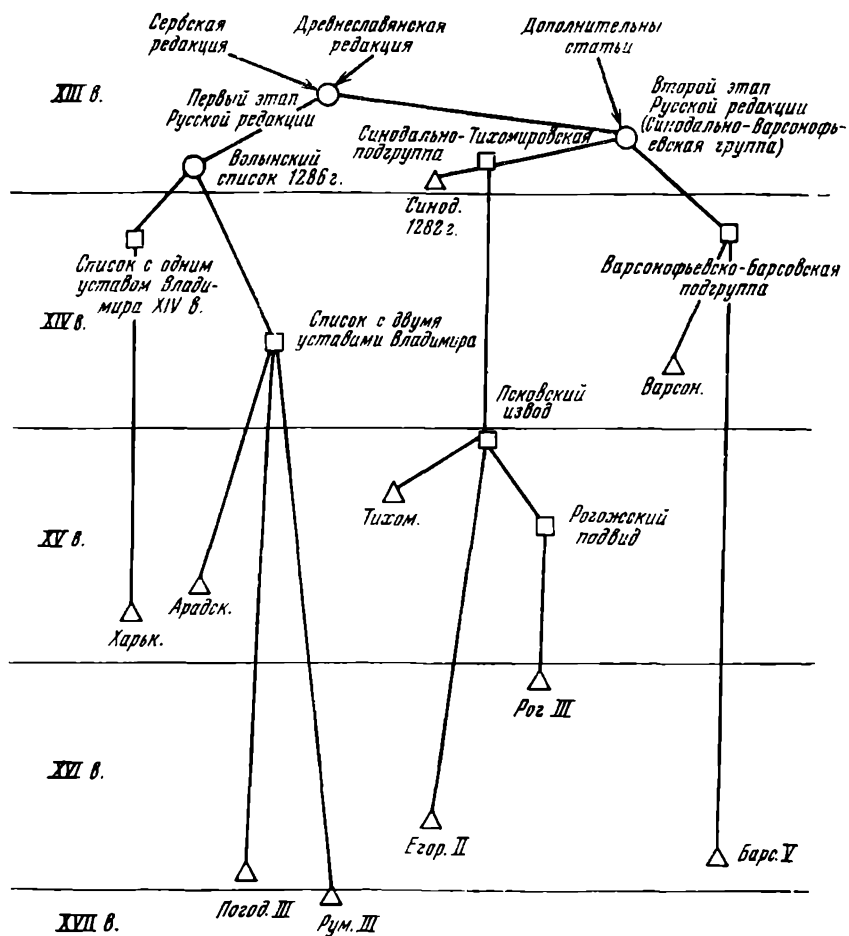 Сербская
редакция
Древнеславянская
редакция
Дополнительны
статьи
XIII в.
Первый этап
Русской редакции
Второй этап
Русской редакции
(Синодально-Варсонофь-
евская группа)
Синодально-Тихомировская
подгруппа
Волынский
список 1286 г.
Синод.
1282 г.
Список с одним
уставом Влади-
мира XIV в.
Варсонофьевско-Барсовская
подгруппа
XIV в.
Список с двумя
уставами Владимира
Варсон.
Псковский
извод
XV в.
Тихом.
Рогожский
подвид
Арадск.
Харьк.
Рог III
XVI в.
Егор. II
Барс. V
Погод. III
Рум. III
XVII в.